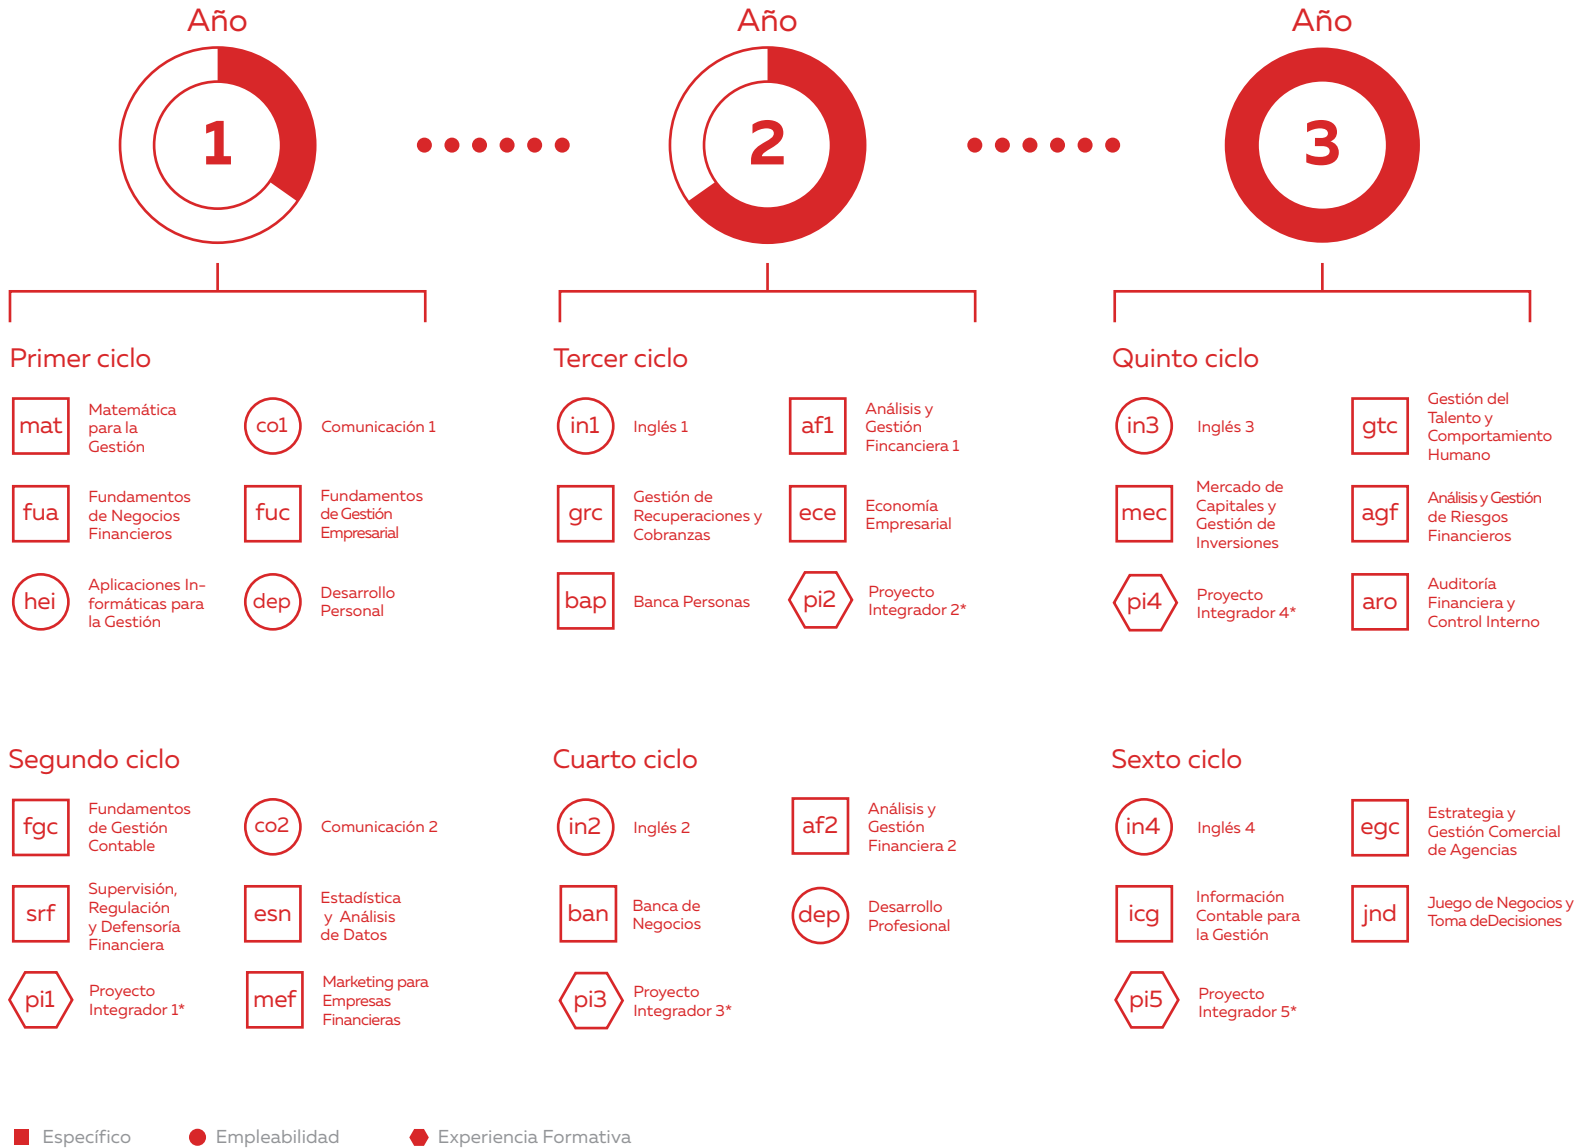 Año
1
Año
2
Año
3
Primer ciclo
mat
Matemática
para la
Gestión
co1
Comunicación 1
fua
Fundamentos
de Negocios
Financieros
fuc
Fundamentos
de Gestión
Empresarial
hei
Aplicaciones In-
formáticas para
la Gestión
dep
Desarrollo
Personal
Tercer ciclo
in1
Inglés 1
af1
Análisis y
Gestión
Fincanciera 1
grc
Gestión de
Recuperaciones y
Cobranzas
ece
Economía
Empresarial
bap
Banca Personas
pi2
Proyecto
Integrador 2*
Quinto ciclo
in3
Inglés 3
gtc
Gestión del
Talento y
Comportamiento
Humano
mec
Mercado de
Capitales y
Gestión de
Inversiones
agf
Análisis y Gestión
de Riesgos
Financieros
pi4
Proyecto
Integrador 4*
aro
Auditoría
Financiera y
Control Interno
Segundo ciclo
fgc
Fundamentos
de Gestión
Contable
co2
Comunicación 2
srf
Supervisión,
Regulación
y Defensoría
Financiera
esn
Estadística
y Análisis
de Datos
pi1
Proyecto
Integrador 1*
mef
Marketing para
Empresas
Financieras
Cuarto ciclo
in2
Inglés 2
af2
Análisis y
Gestión
Financiera 2
ban
Banca de
Negocios
dep
Desarrollo
Profesional
pi3
Proyecto
Integrador 3*
Sexto ciclo
in4
Inglés 4
egc
Estrategia y
Gestión Comercial
de Agencias
icg
Información
Contable para
la Gestión
jnd
Juego de Negocios y
Toma deDecisiones
pi5
Proyecto
Integrador 5*
Específico
Empleabilidad
Experiencia Formativa